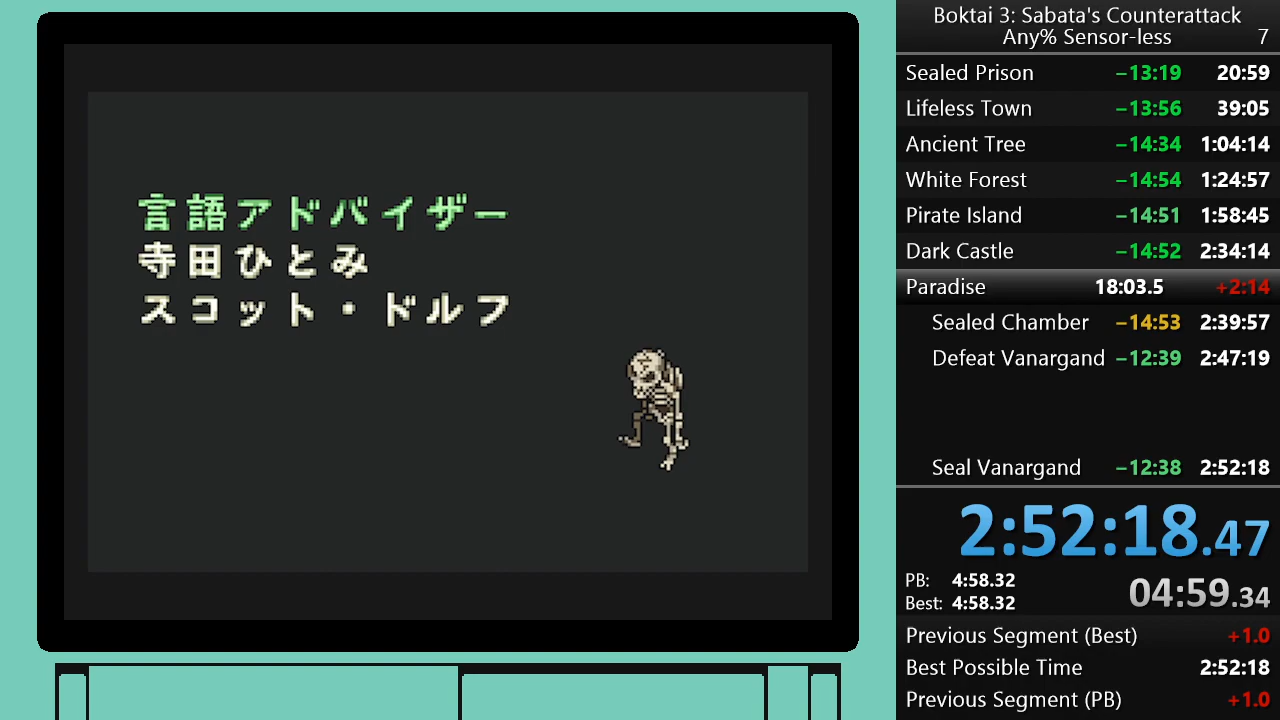 言語アドバイザー
寺田ひとみ
スコット・ドルフ
Boktai 3: Sabata's Counterattack
Any% Sensor-less 7
Sealed Prison −13:19 20:59
Lifeless Town −13:56 39:05
Ancient Tree −14:34 1:04:14
White Forest −14:54 1:24:57
Pirate Island −14:51 1:58:45
Dark Castle −14:52 2:34:14
Paradise 18:03.5 +2:14
Sealed Chamber −14:53 2:39:57
Defeat Vanargand −12:39 2:47:19
Seal Vanargand −12:38 2:52:18
2:52:18.47
PB: 4:58.32
Best: 4:58.32
04:59.34
Previous Segment (Best) +1.0
Best Possible Time 2:52:18
Previous Segment (PB) +1.0